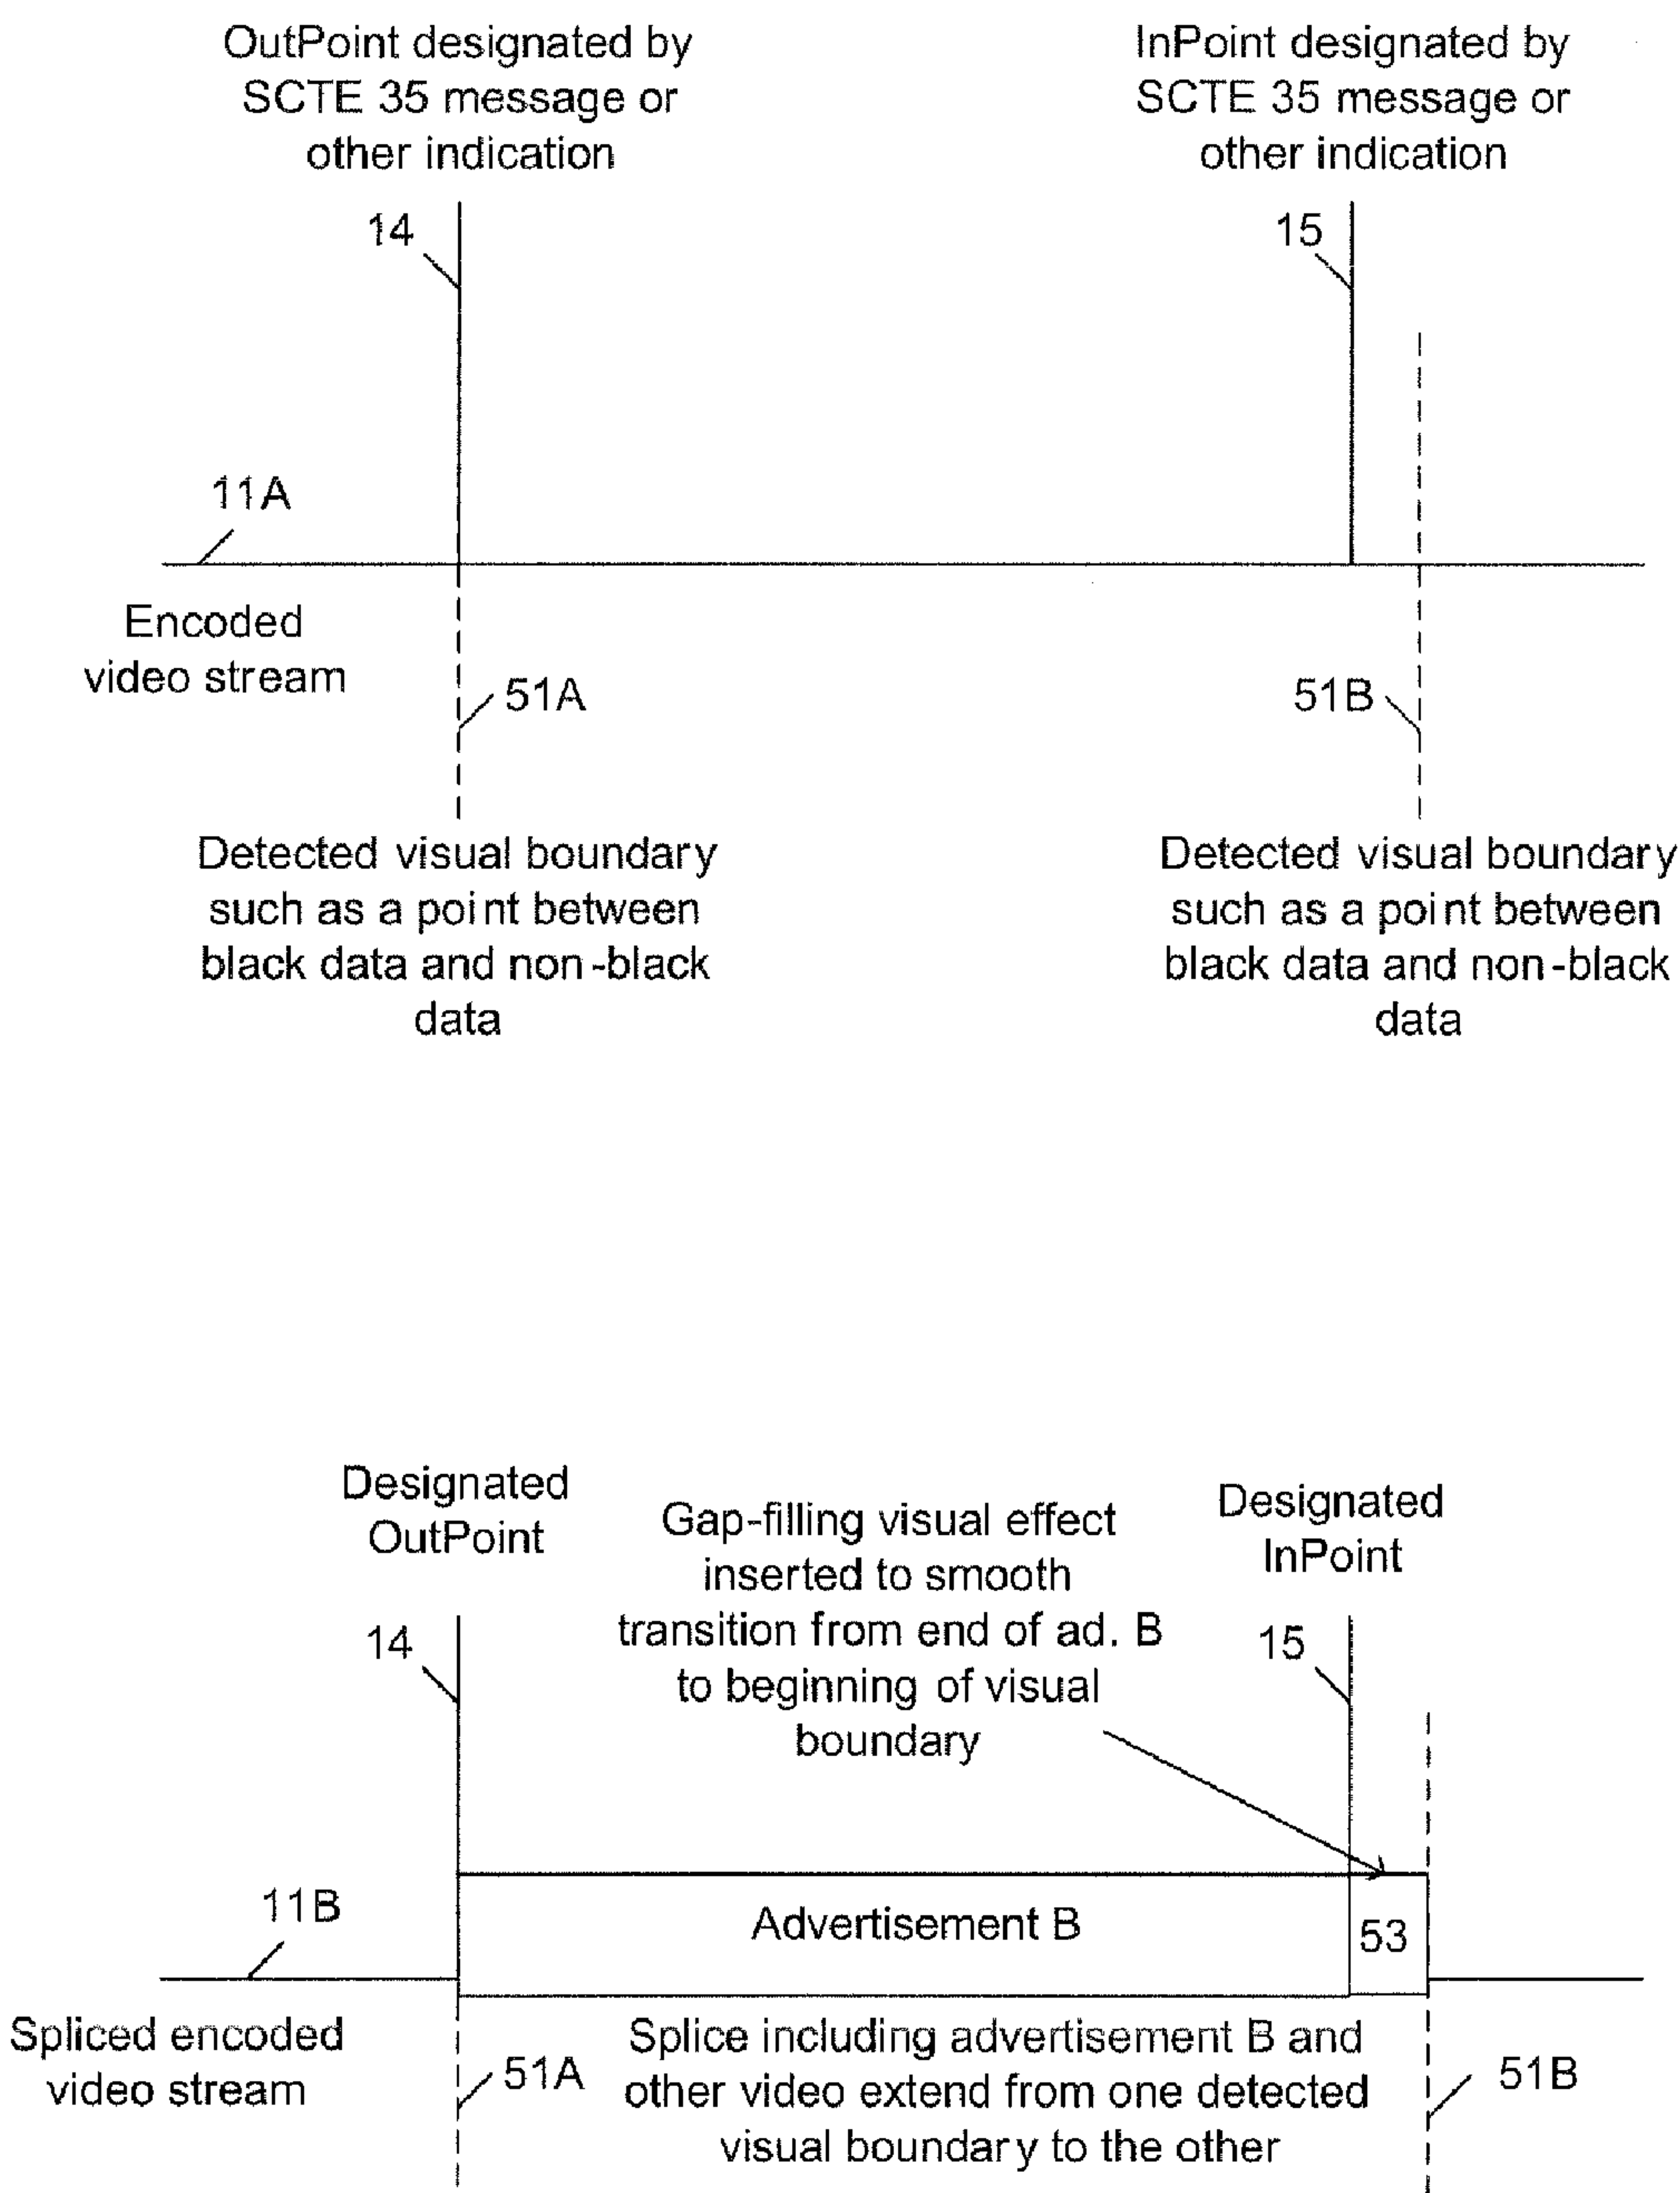 OutPoint designated by
SCTE 35 message or
other indication
InPoint designated by
SCTE 35 message or
other indication
14
15
11A
Encoded
video stream
51A
51B
Detected visual boundary
such as a point between
black data and non-black
data
Detected visual boundary
such as a point between
black data and non-black
data
Designated
OutPoint
Gap-filling visual effect
inserted to smooth
transition from end of ad. B
to beginning of visual
boundary
Designated
InPoint
14
15
11B
Advertisement B
53
Spliced encoded
video stream
51A
Splice including advertisement B and
other video extend from one detected
visual boundary to the other
51B